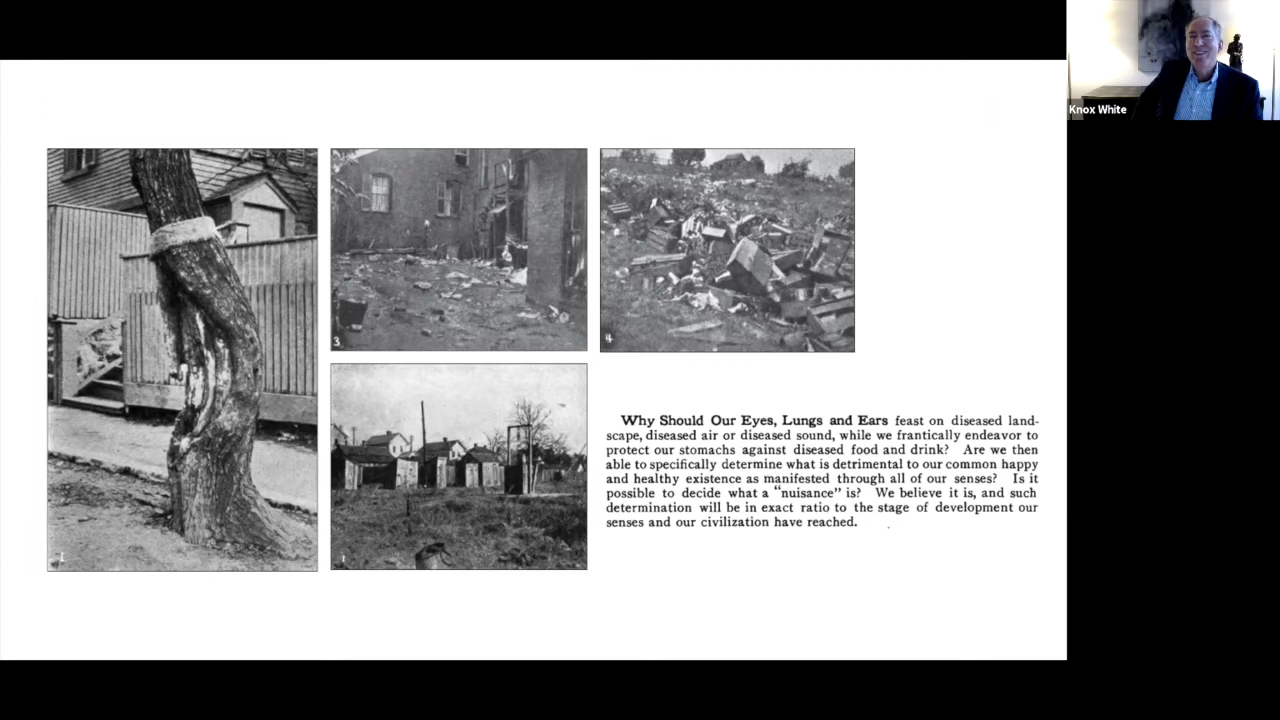 Knox White
3
4
1
1
Why Should Our Eyes, Lungs and Ears feast on diseased land-
scape, diseased air or diseased sound, while we frantically endeavor to
protect our stomachs against diseased food and drink? Are we then
able to specifically determine what is detrimental to our common happy
and healthy existence as manifested through all of our senses? Is it
possible to decide what a "nuisance" is? We believe it is, and such
determination will be in exact ratio to the stage of development our
senses and our civilization have reached.